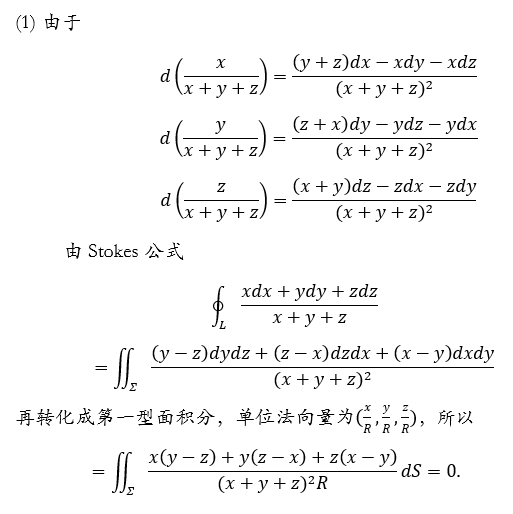 (1) 由于
d(x/(x + y + z)) = ((y + z)dx − xdy − xdz)/(x + y + z)²
d(y/(x + y + z)) = ((z + x)dy − ydz − ydx)/(x + y + z)²
d(z/(x + y + z)) = ((x + y)dz − zdx − zdy)/(x + y + z)²
由 Stokes 公式
∮_L (xdx + ydy + zdz)/(x + y + z)
= ∬_Σ ((y − z)dydz + (z − x)dzdx + (x − y)dxdy)/(x + y + z)²
再转化成第一型面积分，单位法向量为(x/R, y/R, z/R)，所以
= ∬_Σ (x(y − z) + y(z − x) + z(x − y))/((x + y + z)²R) dS = 0.